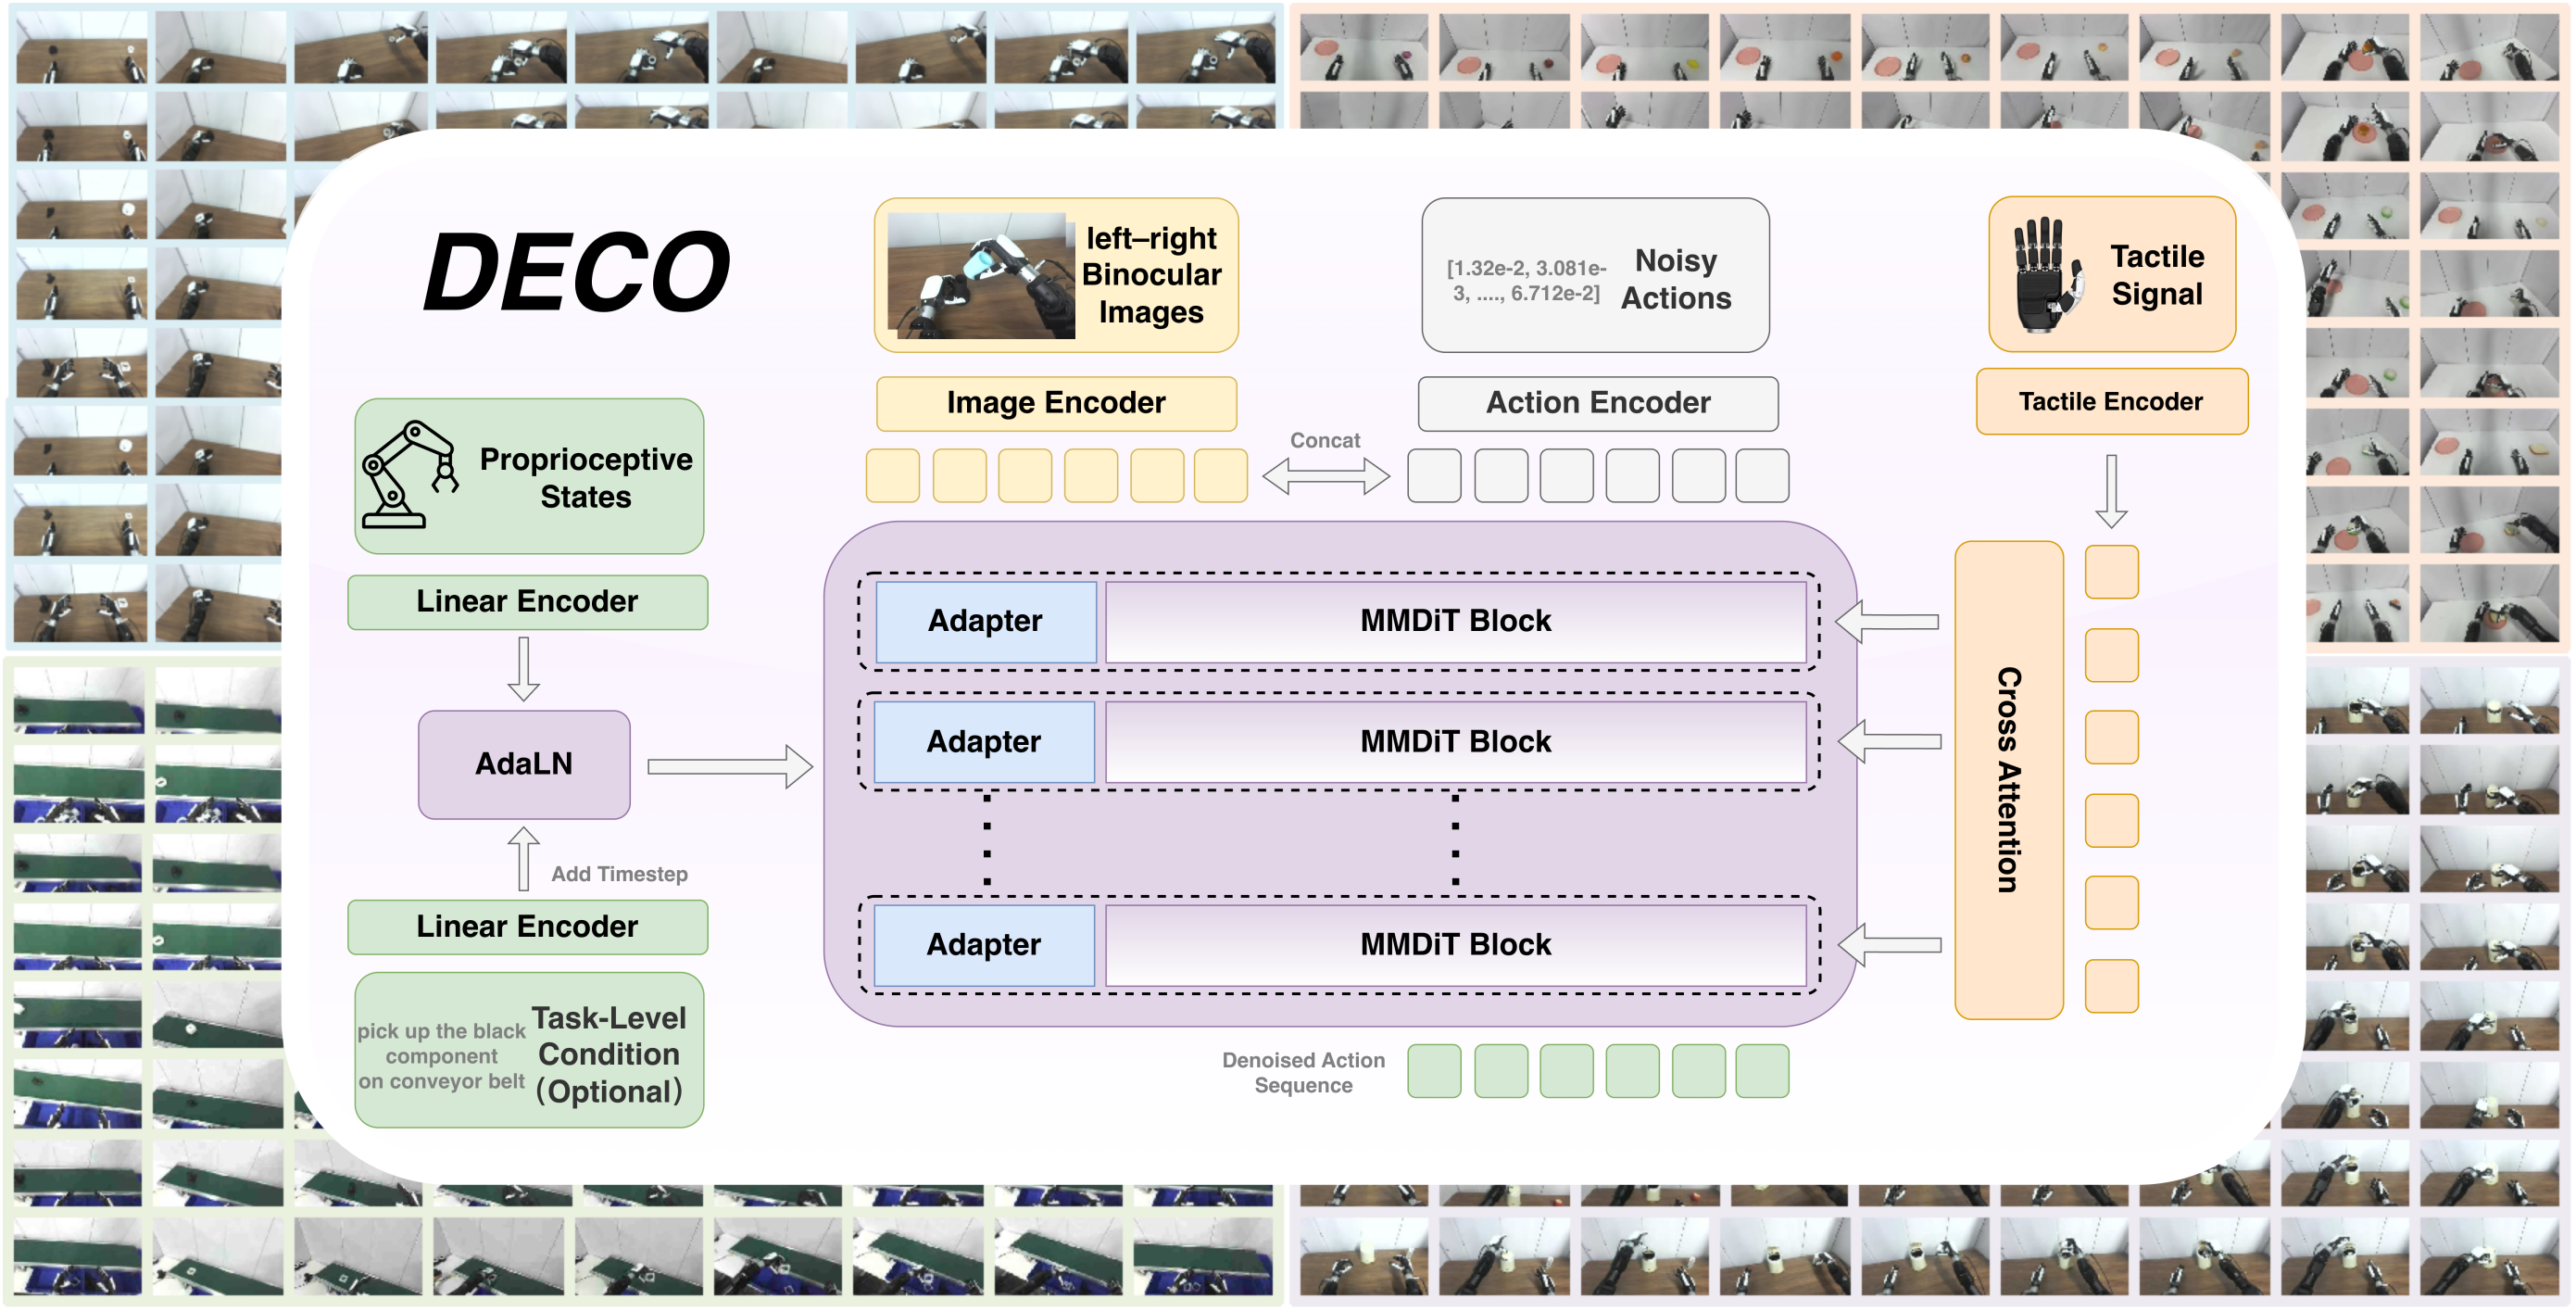 DECO
left–right
Binocular
Images
[1.32e-2, 3.081e-
3, ...., 6.712e-2]
Noisy
Actions
Tactile
Signal
Image Encoder
Action Encoder
Tactile Encoder
Concat
Proprioceptive
States
Linear Encoder
AdaLN
Add Timestep
Linear Encoder
pick up the black
component
on conveyor belt
Task-Level
Condition
(Optional)
Adapter
MMDiT Block
Adapter
MMDiT Block
Adapter
MMDiT Block
Cross Attention
Denoised Action
Sequence